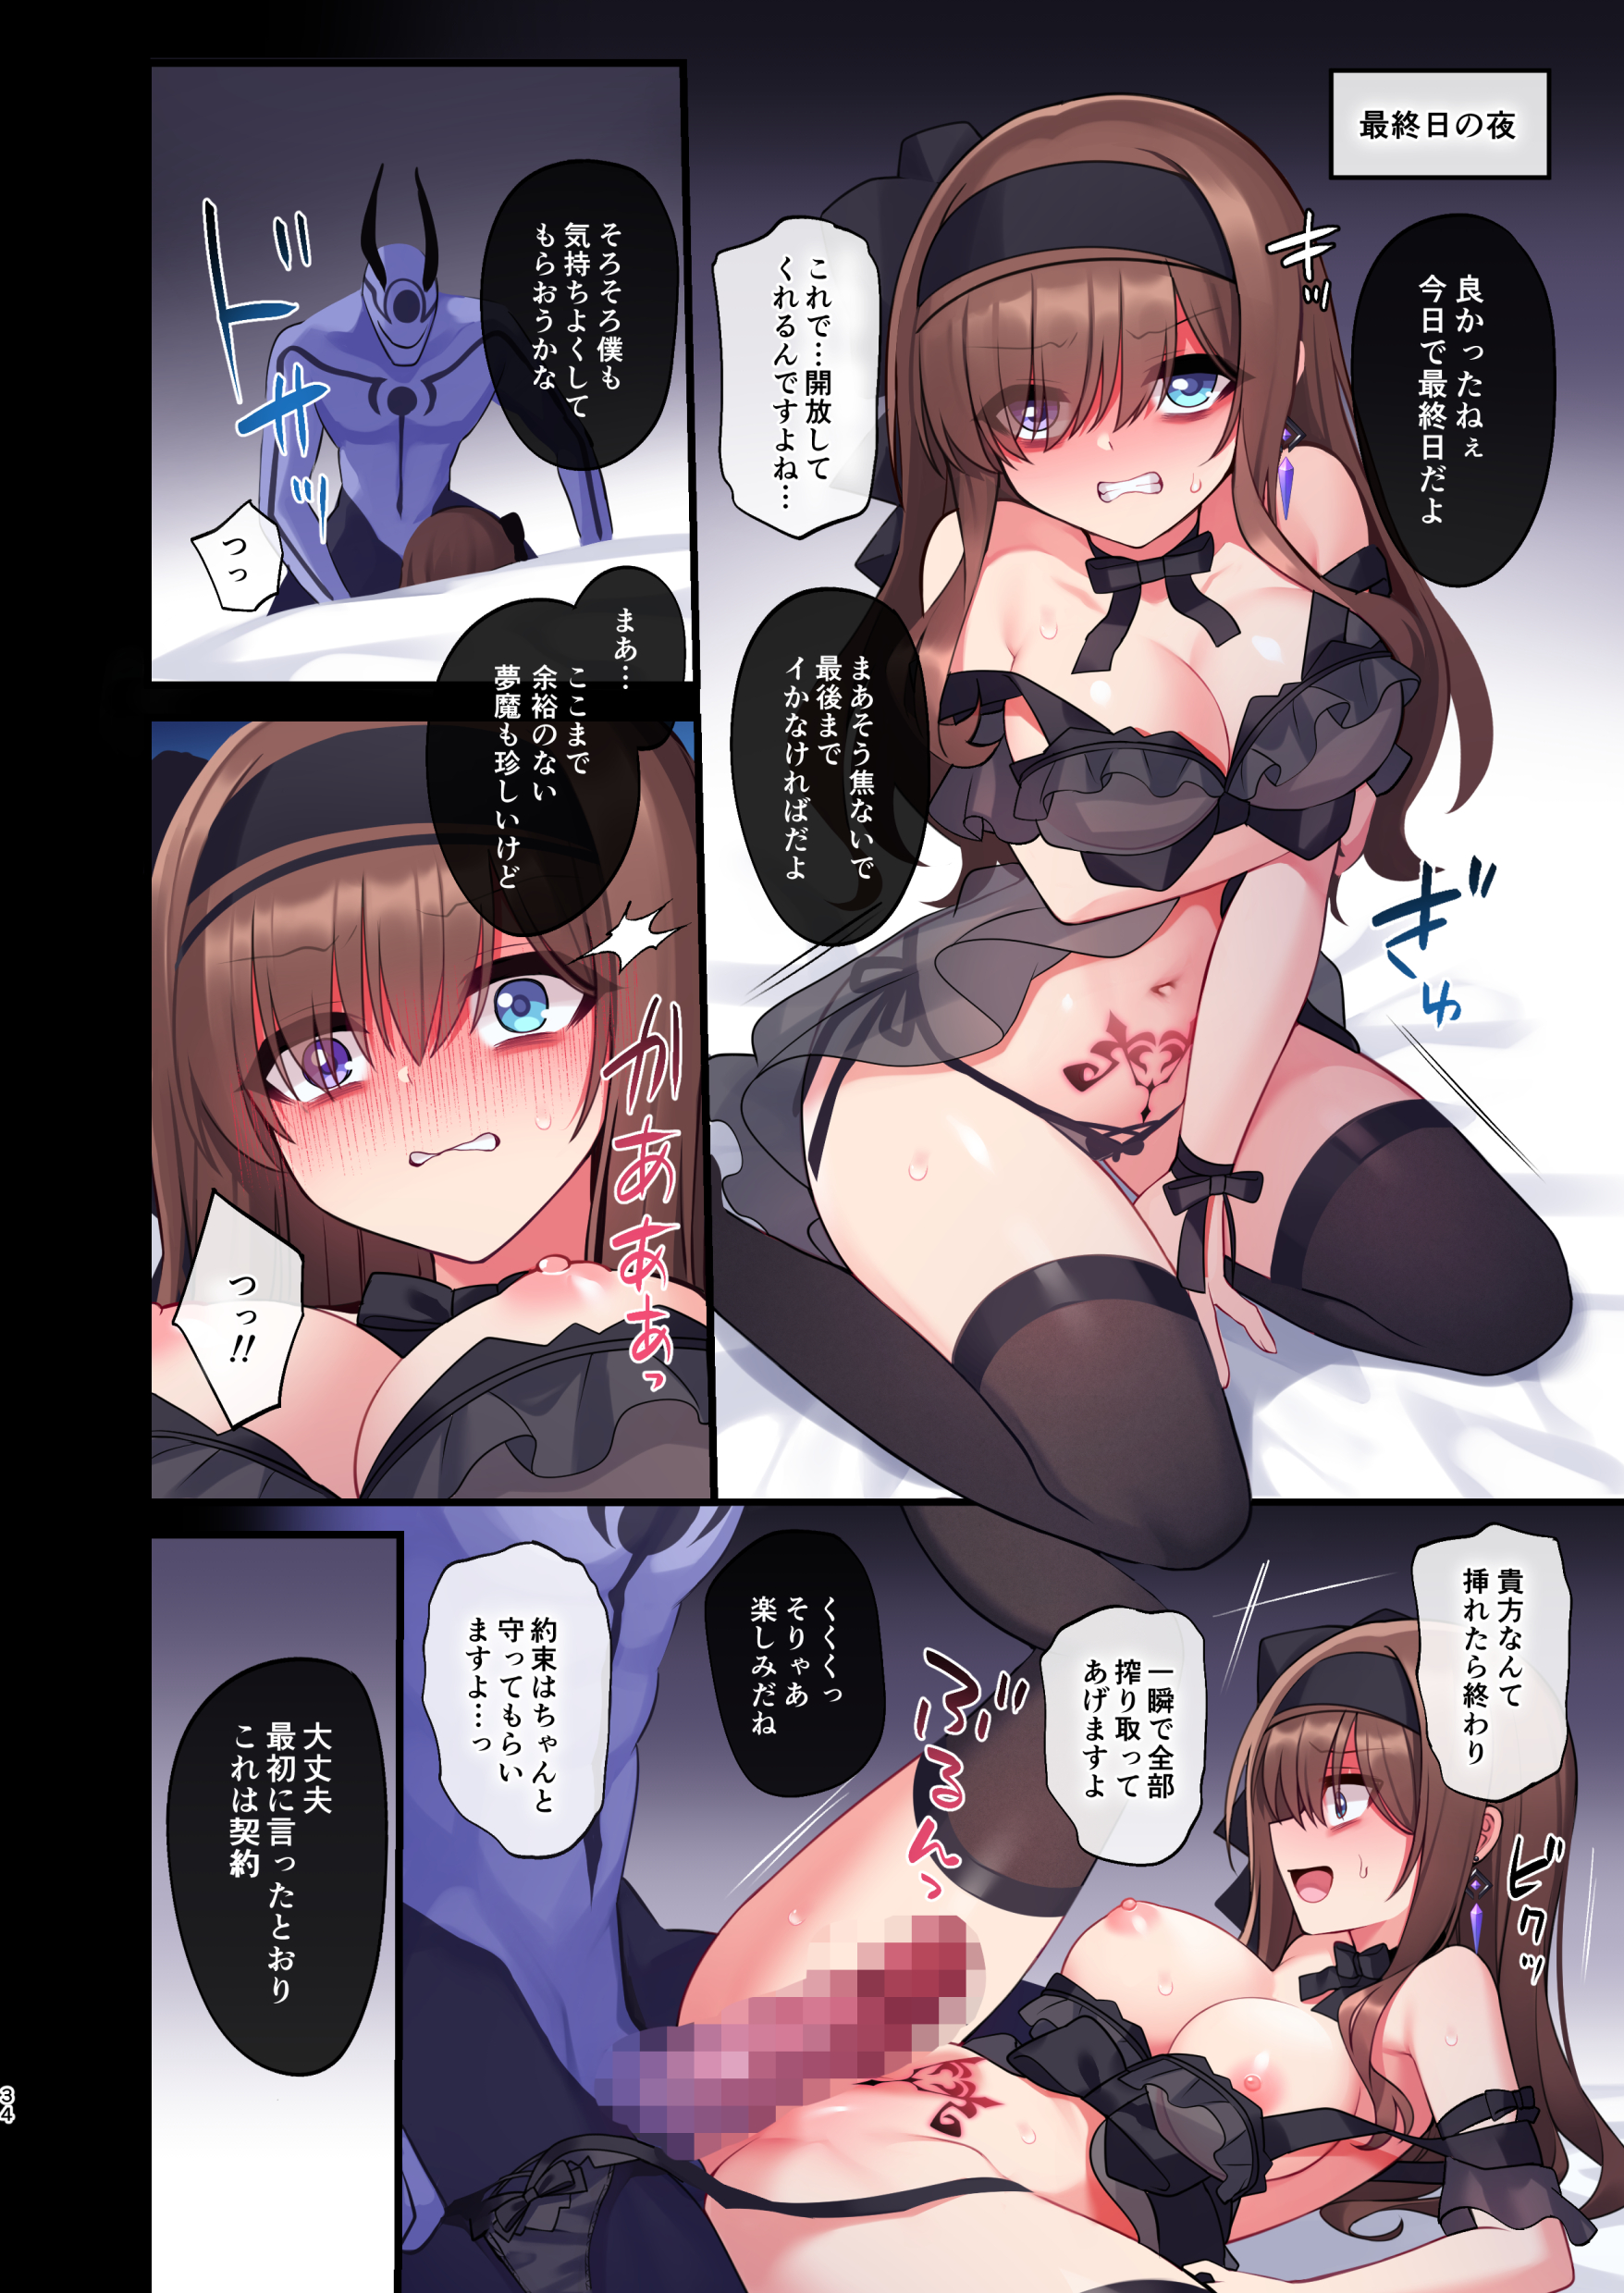 最終日の夜
良かったねぇ
今日で最終日だよ
キッ
これで…開放して
くれるんですよね…
まあそう焦ないで
最後まで
イかなければだよ
ぎゅ
そろそろ僕も
気持ちよくして
もらおうかな
ドサッ
つっ
まあ…
ここまで
余裕のない
夢魔も珍しいけど
かあああっ
つっ!!
貴方なんて
挿れたら終わり
一瞬で全部
搾り取って
あげますよ
ビクッ
ぶるんっ
くくくっ
そりゃあ
楽しみだね
約束はちゃんと
守ってもらい
ますよ…っ
大丈夫
最初に言ったとおり
これは契約
34